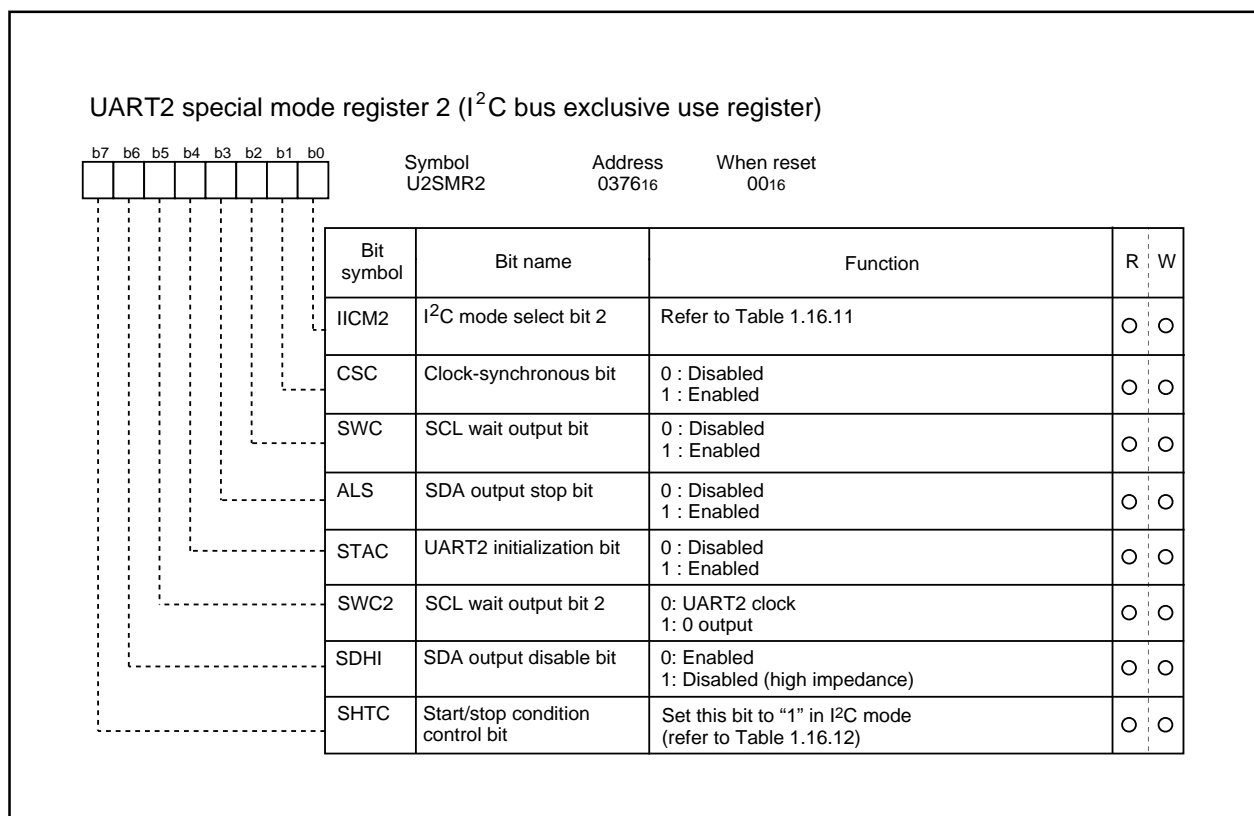 UART2 special mode register 2 (I²C bus exclusive use register)
b7 b6 b5 b4 b3 b2 b1 b0
Symbol Address When reset
U2SMR2 037616 0016
Bit symbol Bit name Function R W
IICM2 I²C mode select bit 2 Refer to Table 1.16.11
CSC Clock-synchronous bit 0 : Disabled
1 : Enabled
SWC SCL wait output bit 0 : Disabled
1 : Enabled
ALS SDA output stop bit 0 : Disabled
1 : Enabled
STAC UART2 initialization bit 0 : Disabled
1 : Enabled
SWC2 SCL wait output bit 2 0: UART2 clock
1: 0 output
SDHI SDA output disable bit 0: Enabled
1: Disabled (high impedance)
SHTC Start/stop condition control bit Set this bit to “1” in I²C mode
(refer to Table 1.16.12)